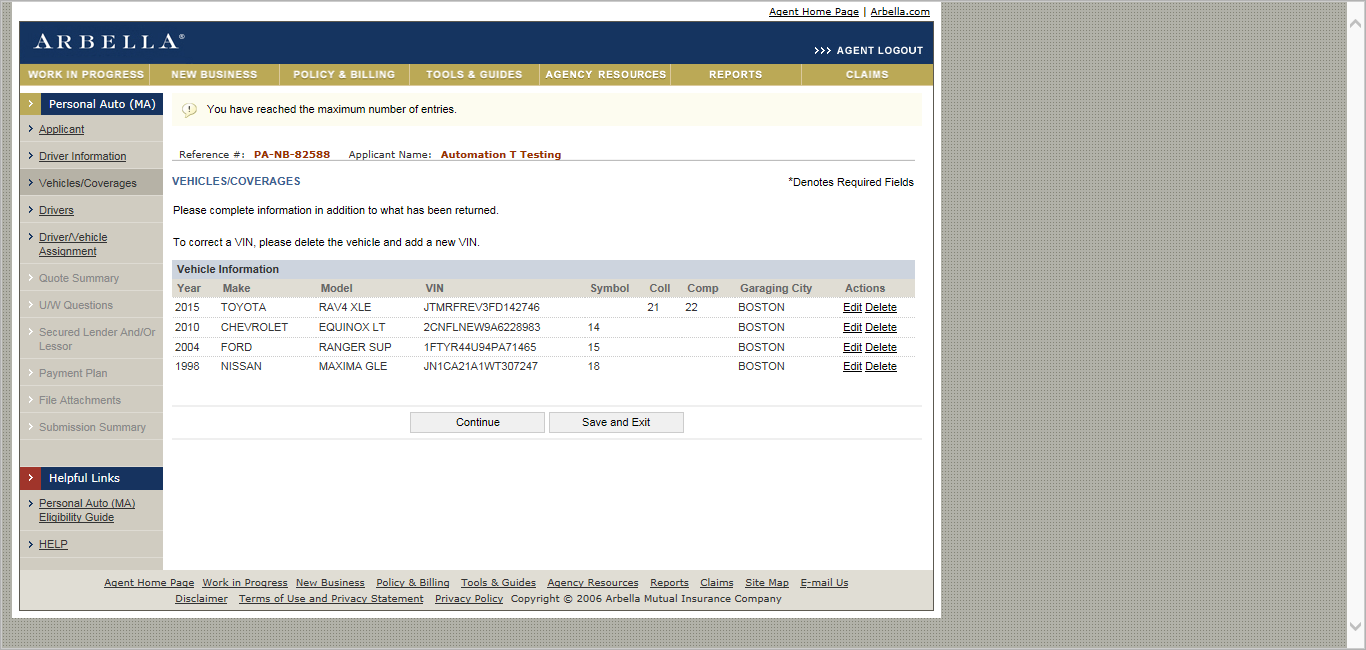 Agent Home Page | Arbella.com
ARBELLA®
>>> AGENT LOGOUT
WORK IN PROGRESS NEW BUSINESS POLICY & BILLING TOOLS & GUIDES AGENCY RESOURCES REPORTS CLAIMS
Personal Auto (MA)
Applicant
Driver Information
Vehicles/Coverages
Drivers
Driver/Vehicle
Assignment
Quote Summary
U/W Questions
Secured Lender And/Or
Lessor
Payment Plan
File Attachments
Submission Summary
Helpful Links
Personal Auto (MA)
Eligibility Guide
HELP
You have reached the maximum number of entries.
Reference #: PA-NB-82588 Applicant Name: Automation T Testing
VEHICLES/COVERAGES
*Denotes Required Fields
Please complete information in addition to what has been returned.
To correct a VIN, please delete the vehicle and add a new VIN.
Vehicle Information
Year Make Model VIN Symbol Coll Comp Garaging City Actions
2015 TOYOTA RAV4 XLE JTMRFREV3FD142746 21 22 BOSTON Edit Delete
2010 CHEVROLET EQUINOX LT 2CNFLNEW9A6228983 14 BOSTON Edit Delete
2004 FORD RANGER SUP 1FTYR44U94PA71465 15 BOSTON Edit Delete
1998 NISSAN MAXIMA GLE JN1CA21A1WT307247 18 BOSTON Edit Delete
Continue Save and Exit
Agent Home Page Work in Progress New Business Policy & Billing Tools & Guides Agency Resources Reports Claims Site Map E-mail Us
Disclaimer Terms of Use and Privacy Statement Privacy Policy Copyright © 2006 Arbella Mutual Insurance Company